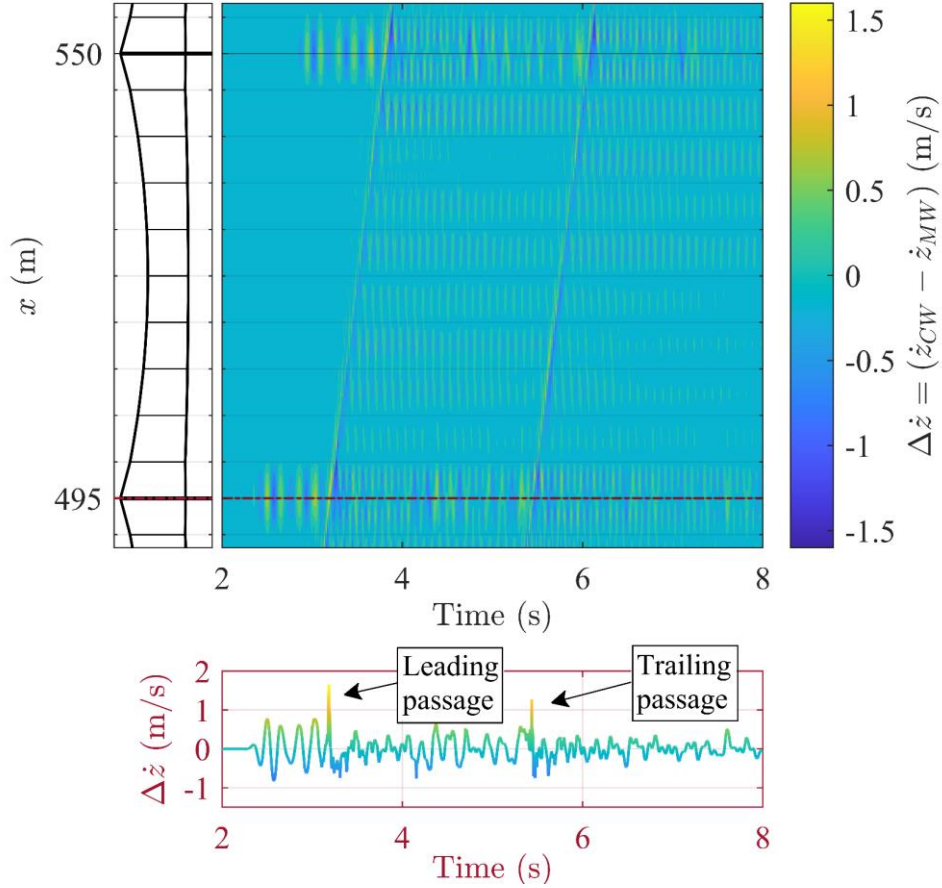 550
495
x (m)
2 4 6 8
Time (s)
1.5
1
0.5
0
-0.5
-1
-1.5
Δż = (ż_CW − ż_MW) (m/s)
Leading
passage
Trailing
passage
2
1
0
-1
Δż (m/s)
2 4 6 8
Time (s)